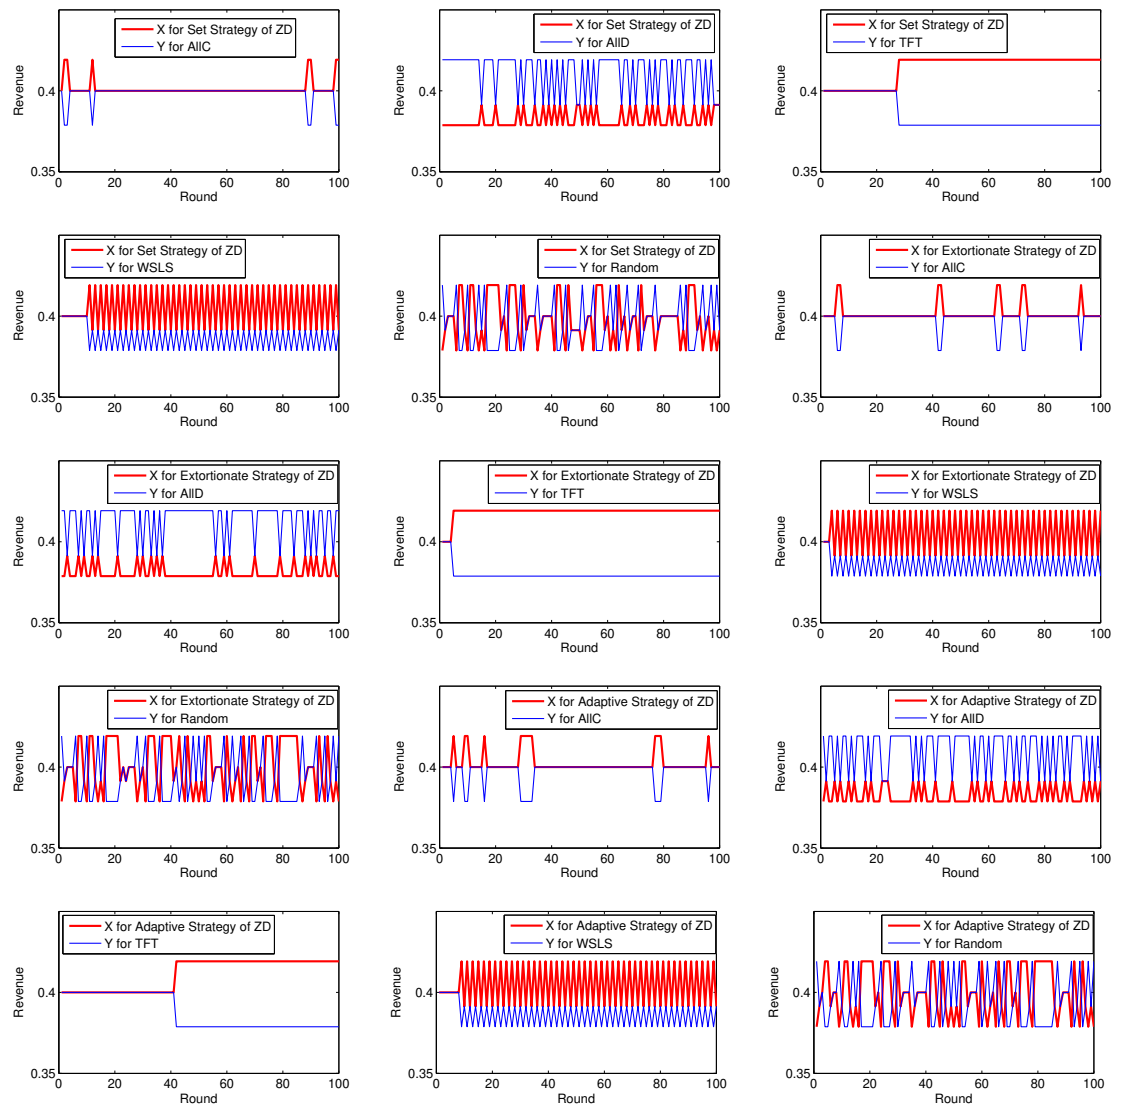 X for Set Strategy of ZD
Y for AllC
Revenue
0.4
0.35
0 20 40 60 80 100
Round
X for Set Strategy of ZD
Y for AllD
Revenue
0.4
0.35
0 20 40 60 80 100
Round
X for Set Strategy of ZD
Y for TFT
Revenue
0.4
0.35
0 20 40 60 80 100
Round
X for Set Strategy of ZD
Y for WSLS
Revenue
0.4
0.35
0 20 40 60 80 100
Round
X for Set Strategy of ZD
Y for Random
Revenue
0.4
0.35
0 20 40 60 80 100
Round
X for Extortionate Strategy of ZD
Y for AllC
Revenue
0.4
0.35
0 20 40 60 80 100
Round
X for Extortionate Strategy of ZD
Y for AllD
Revenue
0.4
0.35
0 20 40 60 80 100
Round
X for Extortionate Strategy of ZD
Y for TFT
Revenue
0.4
0.35
0 20 40 60 80 100
Round
X for Extortionate Strategy of ZD
Y for WSLS
Revenue
0.4
0.35
0 20 40 60 80 100
Round
X for Extortionate Strategy of ZD
Y for Random
Revenue
0.4
0.35
0 20 40 60 80 100
Round
X for Adaptive Strategy of ZD
Y for AllC
Revenue
0.4
0.35
0 20 40 60 80 100
Round
X for Adaptive Strategy of ZD
Y for AllD
Revenue
0.4
0.35
0 20 40 60 80 100
Round
X for Adaptive Strategy of ZD
Y for TFT
Revenue
0.4
0.35
0 20 40 60 80 100
Round
X for Adaptive Strategy of ZD
Y for WSLS
Revenue
0.4
0.35
0 20 40 60 80 100
Round
X for Adaptive Strategy of ZD
Y for Random
Revenue
0.4
0.35
0 20 40 60 80 100
Round